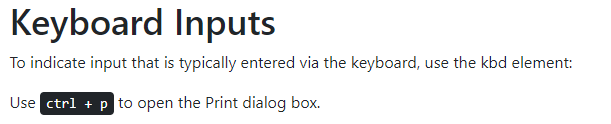 Keyboard Inputs
To indicate input that is typically entered via the keyboard, use the kbd element:
Use ctrl + p to open the Print dialog box.